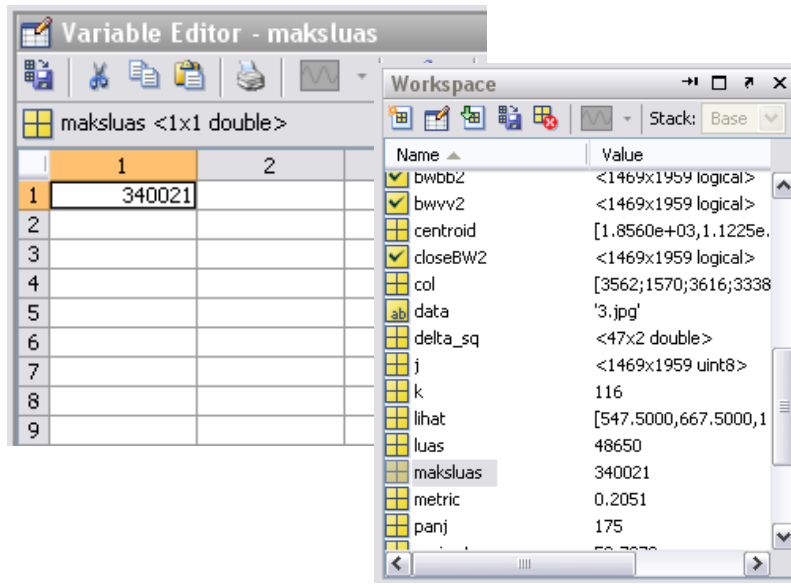 Variable Editor - maksluas
maksluas <1x1 double>
1 2
1 340021
2
3
4
5
6
7
8
9
Workspace
Stack: Base
Name Value
bwbb2 <1469x1959 logical>
bwvv2 <1469x1959 logical>
centroid [1.8560e+03,1.1225e.
closeBW2 <1469x1959 logical>
col [3562;1570;3616;3338
ab data '3.jpg'
delta_sq <47x2 double>
j <1469x1959 uint8>
k 116
lihat [547.5000,667.5000,1
luas 48650
maksluas 340021
metric 0.2051
panj 175